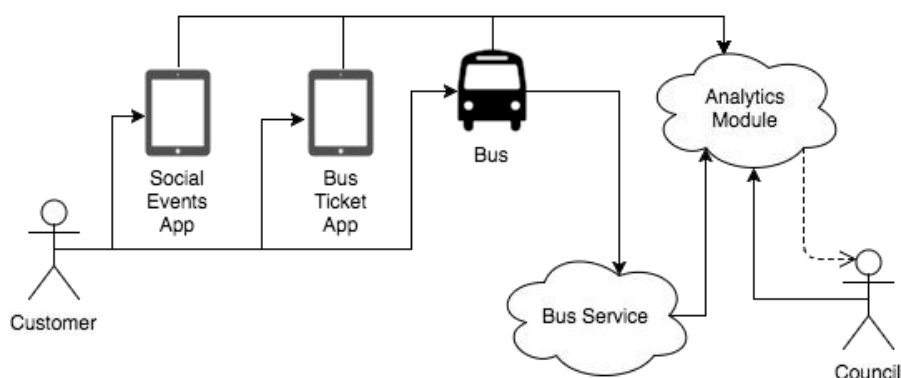 Analytics
Module
Bus
Social
Events
App
Bus
Ticket
App
Bus Service
Customer
Council